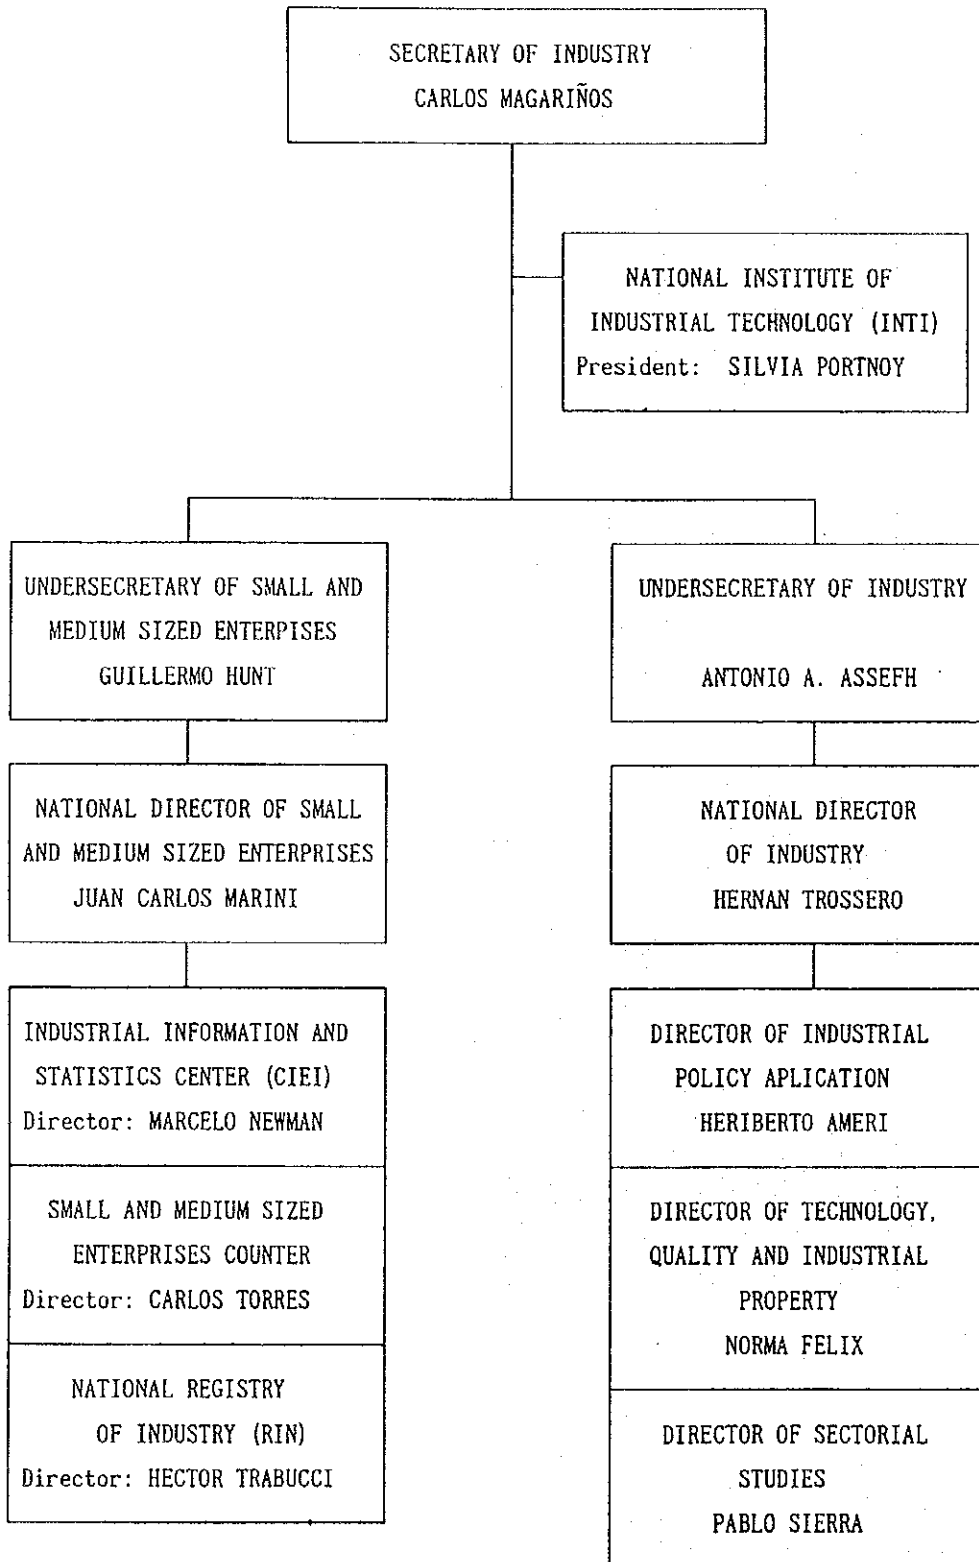 SECRETARY OF INDUSTRY
CARLOS MAGARIÑOS
NATIONAL INSTITUTE OF
INDUSTRIAL TECHNOLOGY (INTI)
President: SILVIA PORTNOY
UNDERSECRETARY OF SMALL AND
MEDIUM SIZED ENTERPISES
GUILLERMO HUNT
UNDERSECRETARY OF INDUSTRY
ANTONIO A. ASSEFH
NATIONAL DIRECTOR OF SMALL
AND MEDIUM SIZED ENTERPRISES
JUAN CARLOS MARINI
NATIONAL DIRECTOR
OF INDUSTRY
HERNAN TROSSERO
INDUSTRIAL INFORMATION AND
STATISTICS CENTER (CIEI)
Director: MARCELO NEWMAN
SMALL AND MEDIUM SIZED
ENTERPRISES COUNTER
Director: CARLOS TORRES
NATIONAL REGISTRY
OF INDUSTRY (RIN)
Director: HECTOR TRABUCCI
DIRECTOR OF INDUSTRIAL
POLICY APLICATION
HERIBERTO AMERI
DIRECTOR OF TECHNOLOGY,
QUALITY AND INDUSTRIAL
PROPERTY
NORMA FELIX
DIRECTOR OF SECTORIAL
STUDIES
PABLO SIERRA